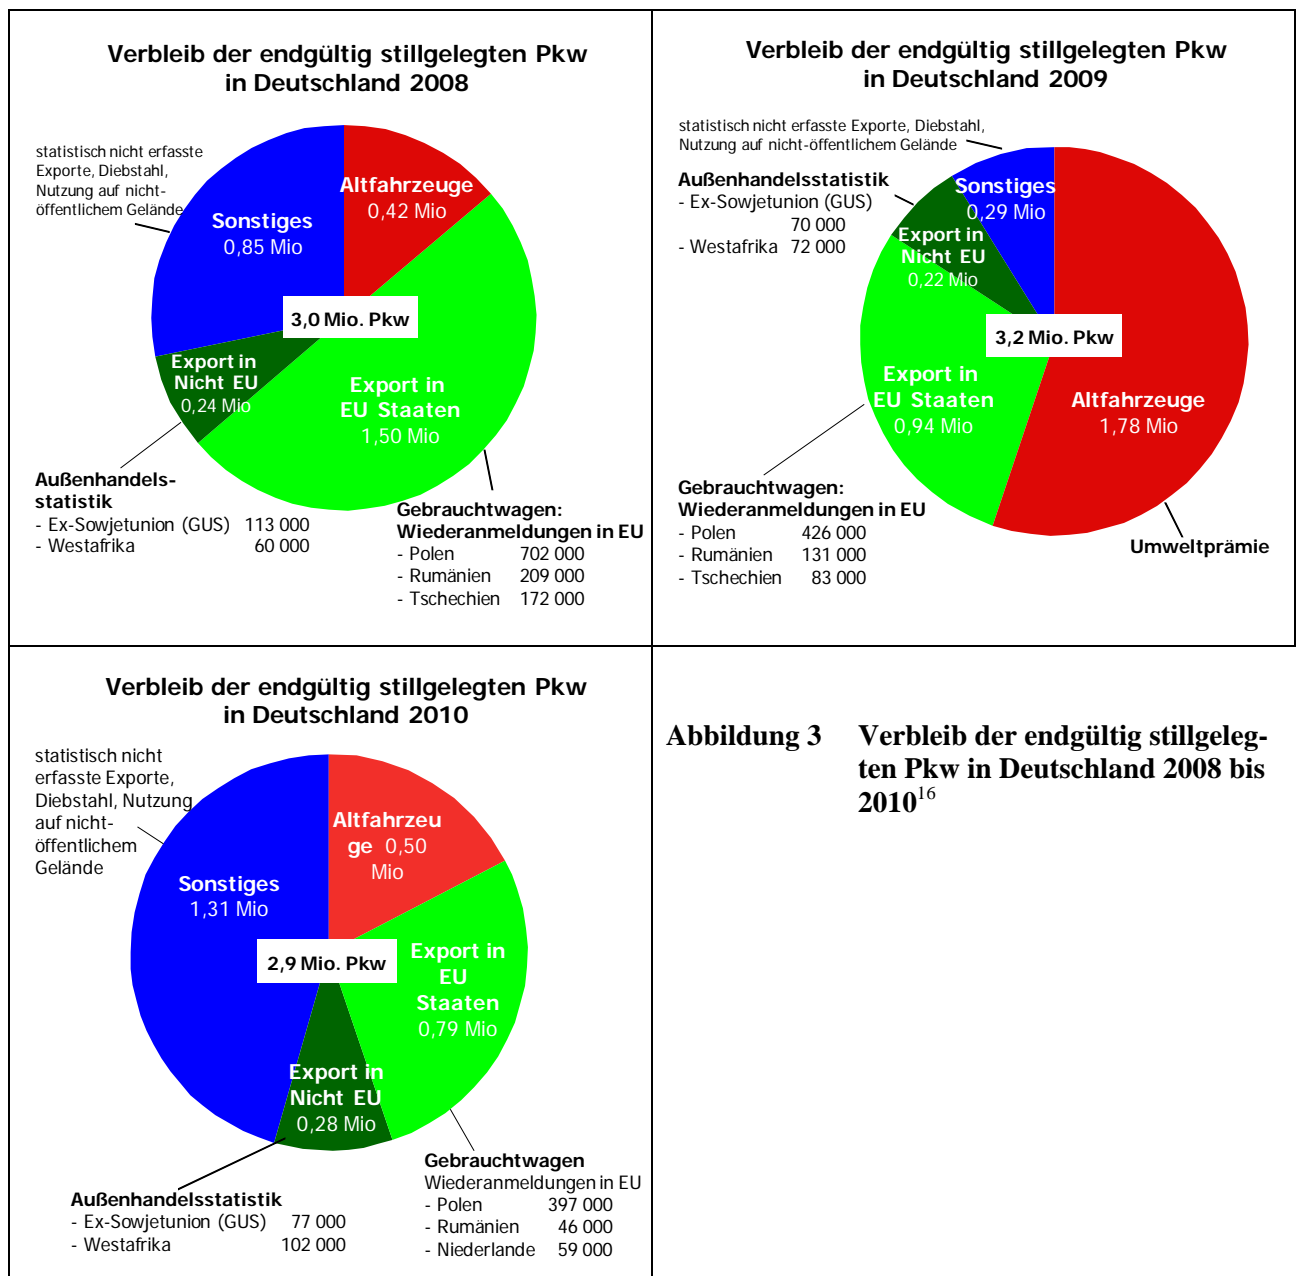 Verbleib der endgültig stillgelegten Pkw
in Deutschland 2008
statistisch nicht erfasste
Exporte, Diebstahl,
Nutzung auf nicht-
öffentlichem Gelände
Altfahrzeuge
0,42 Mio
Sonstiges
0,85 Mio
3,0 Mio. Pkw
Export in
Nicht EU
0,24 Mio
Export in
EU Staaten
1,50 Mio
Außenhandels-
statistik
- Ex-Sowjetunion (GUS) 113 000
- Westafrika 60 000
Gebrauchtwagen:
Wiederanmeldungen in EU
- Polen 702 000
- Rumänien 209 000
- Tschechien 172 000
Verbleib der endgültig stillgelegten Pkw
in Deutschland 2009
statistisch nicht erfasste Exporte, Diebstahl,
Nutzung auf nicht-öffentlichem Gelände
Außenhandelsstatistik
- Ex-Sowjetunion (GUS)
70 000
- Westafrika 72 000
Sonstiges
0,29 Mio
Export in
Nicht EU
0,22 Mio
3,2 Mio. Pkw
Export in
EU Staaten
0,94 Mio
Altfahrzeuge
1,78 Mio
Gebrauchtwagen:
Wiederanmeldungen in EU
- Polen 426 000
- Rumänien 131 000
- Tschechien 83 000
Umweltprämie
Verbleib der endgültig stillgelegten Pkw
in Deutschland 2010
statistisch nicht
erfasste Exporte,
Diebstahl, Nutzung
auf nicht-
öffentlichem
Gelände
Altfahrzeu
ge 0,50
Mio
Sonstiges
1,31 Mio
2,9 Mio. Pkw
Export in
EU
Staaten
0,79 Mio
Export in
Nicht EU
0,28 Mio
Außenhandelsstatistik
- Ex-Sowjetunion (GUS) 77 000
- Westafrika 102 000
Gebrauchtwagen
Wiederanmeldungen in EU
- Polen 397 000
- Rumänien 46 000
- Niederlande 59 000
Abbildung 3 Verbleib der endgültig stillgeleg-
ten Pkw in Deutschland 2008 bis
201016